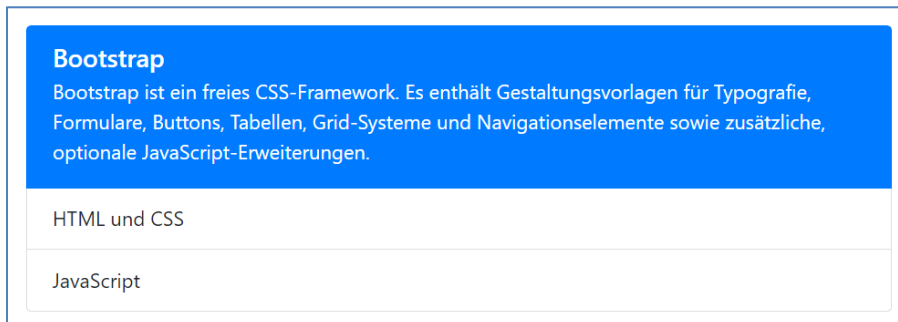 Bootstrap
Bootstrap ist ein freies CSS-Framework. Es enthält Gestaltungsvorlagen für Typografie,
Formulare, Buttons, Tabellen, Grid-Systeme und Navigationselemente sowie zusätzliche,
optionale JavaScript-Erweiterungen.
HTML und CSS
JavaScript